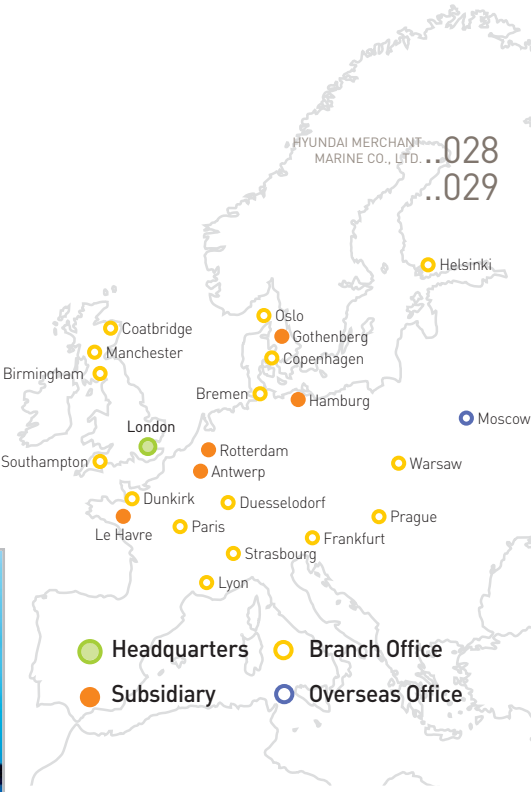 HYUNDAI MERCHANT
MARINE CO., LTD.
..028
..029
Helsinki
Oslo
Coatbridge
Gothenberg
Manchester
Copenhagen
Birmingham
Bremen
Hamburg
London
Moscow
Rotterdam
Southampton
Warsaw
Antwerp
Dunkirk
Duesselodorf
Prague
Paris
Le Havre
Frankfurt
Strasbourg
Lyon
Headquarters
Branch Office
Subsidiary
Overseas Office